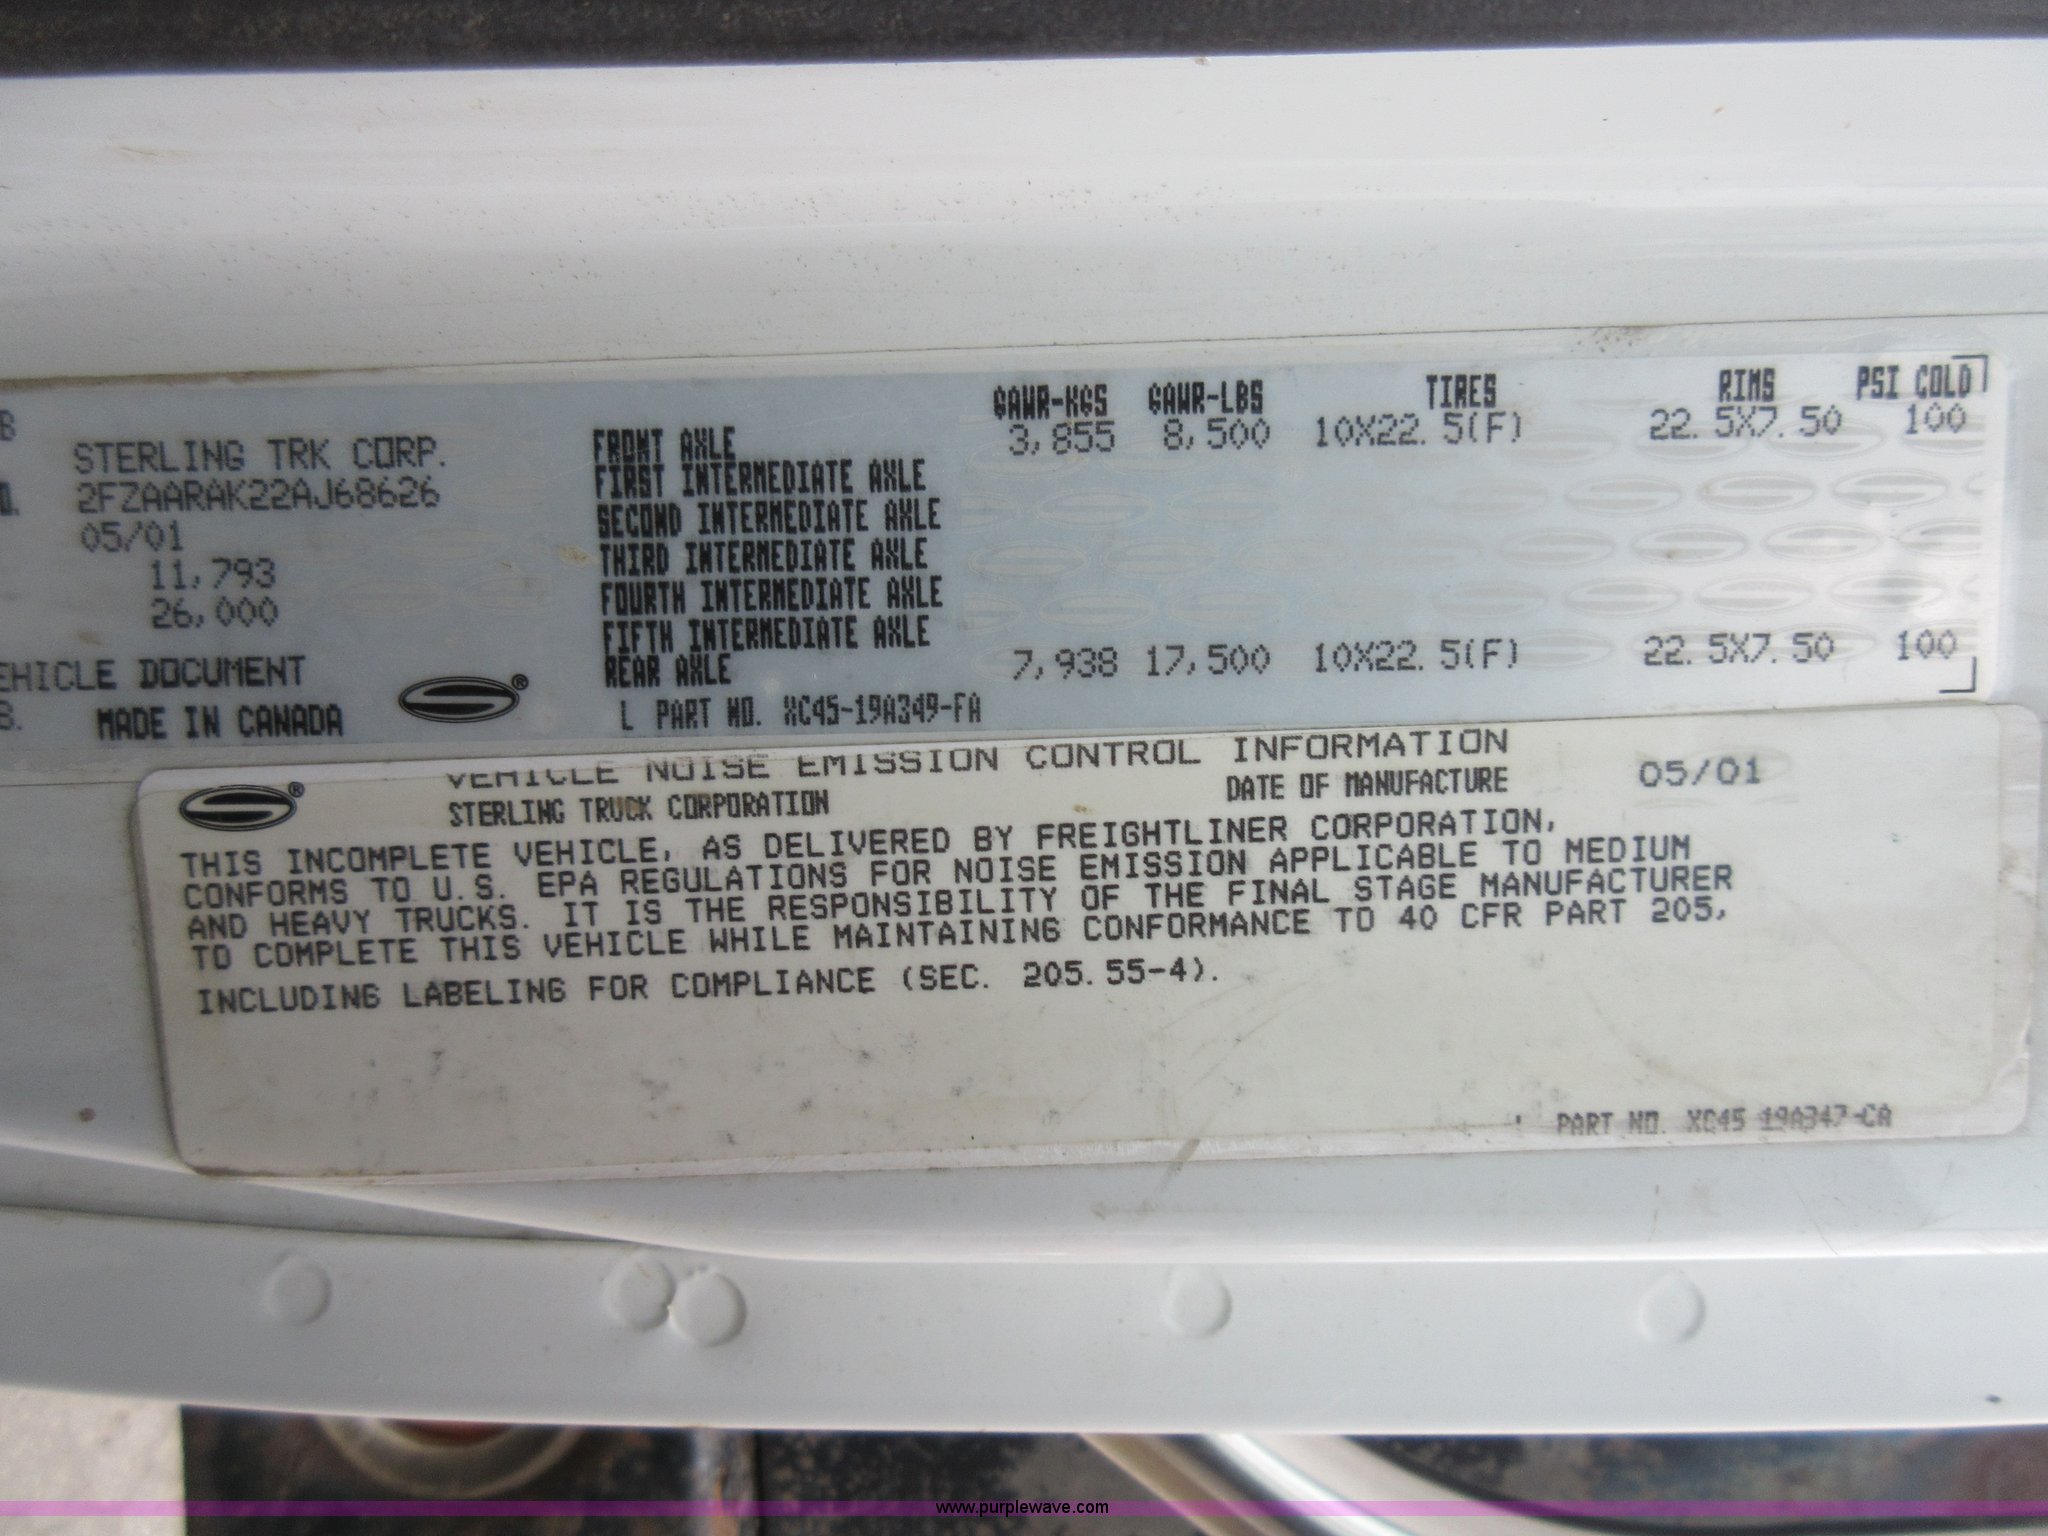 GAWR-KGS GAWR-LBS TIRES RIMS PSI COLD
STERLING TRK CORP. FRONT AXLE 3,855 8,500 10X22.5(F) 22.5X7.50 100
2FZAARAK22AJ68626 FIRST INTERMEDIATE AXLE
05/01 SECOND INTERMEDIATE AXLE
11,793 THIRD INTERMEDIATE AXLE
26,000 FOURTH INTERMEDIATE AXLE
FIFTH INTERMEDIATE AXLE
EHICLE DOCUMENT REAR AXLE 7,938 17,500 10X22.5(F) 22.5X7.50 100
MADE IN CANADA L PART NO. XC45-19A349-FA
VEHICLE NOISE EMISSION CONTROL INFORMATION
STERLING TRUCK CORPORATION DATE OF MANUFACTURE 05/01
THIS INCOMPLETE VEHICLE, AS DELIVERED BY FREIGHTLINER CORPORATION,
CONFORMS TO U.S. EPA REGULATIONS FOR NOISE EMISSION APPLICABLE TO MEDIUM
AND HEAVY TRUCKS. IT IS THE RESPONSIBILITY OF THE FINAL STAGE MANUFACTURER
TO COMPLETE THIS VEHICLE WHILE MAINTAINING CONFORMANCE TO 40 CFR PART 205,
INCLUDING LABELING FOR COMPLIANCE (SEC. 205.55-4).
PART NO. XC45 19A347-CA
www.purplewave.com